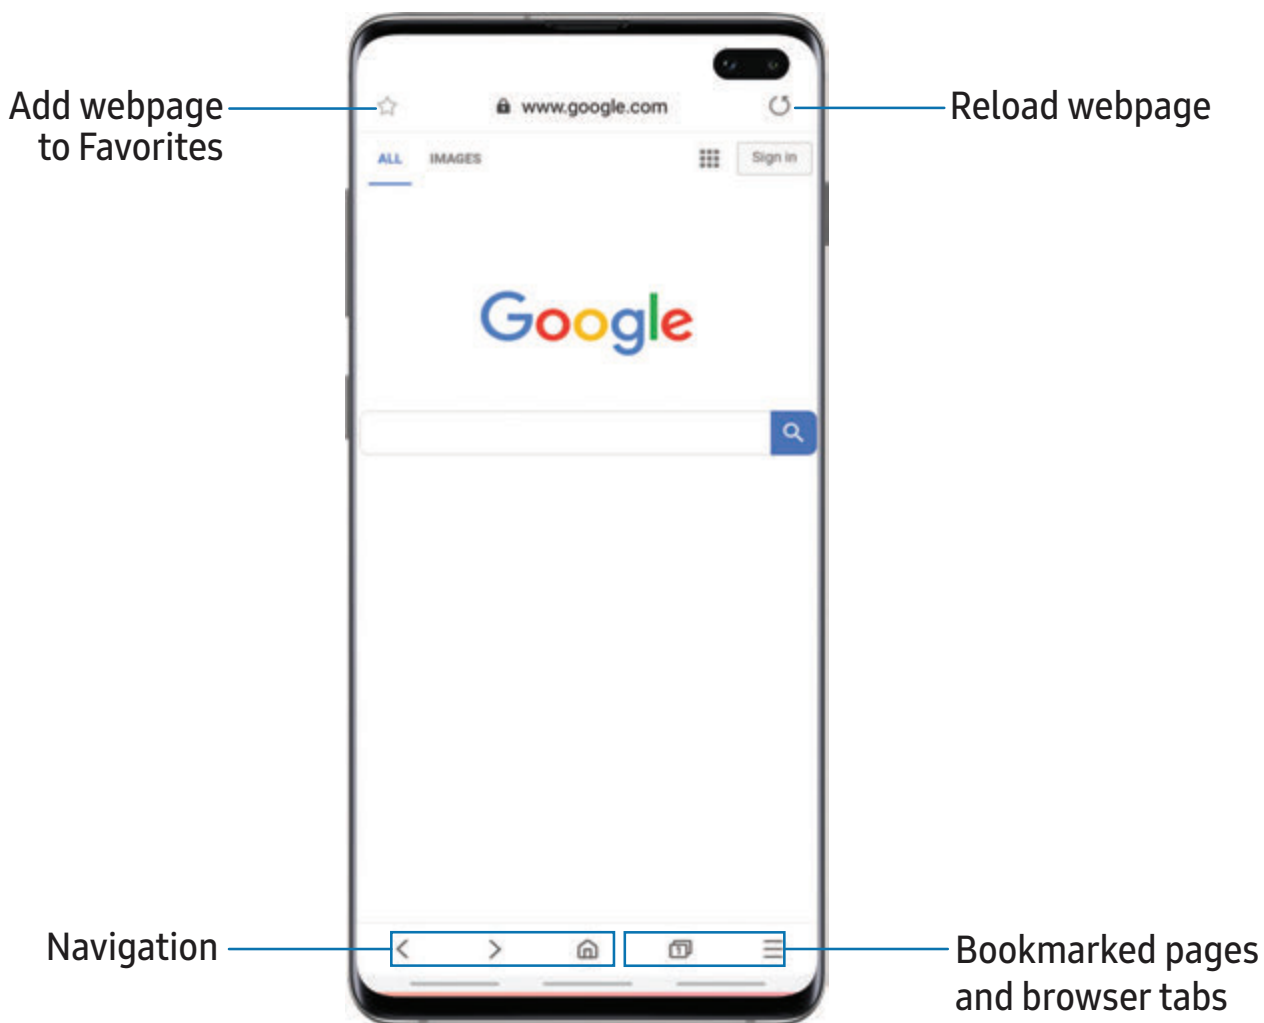 Add webpage
to Favorites
www.google.com
Reload webpage
ALL IMAGES Sign in
Google
Navigation
1
Bookmarked pages
and browser tabs